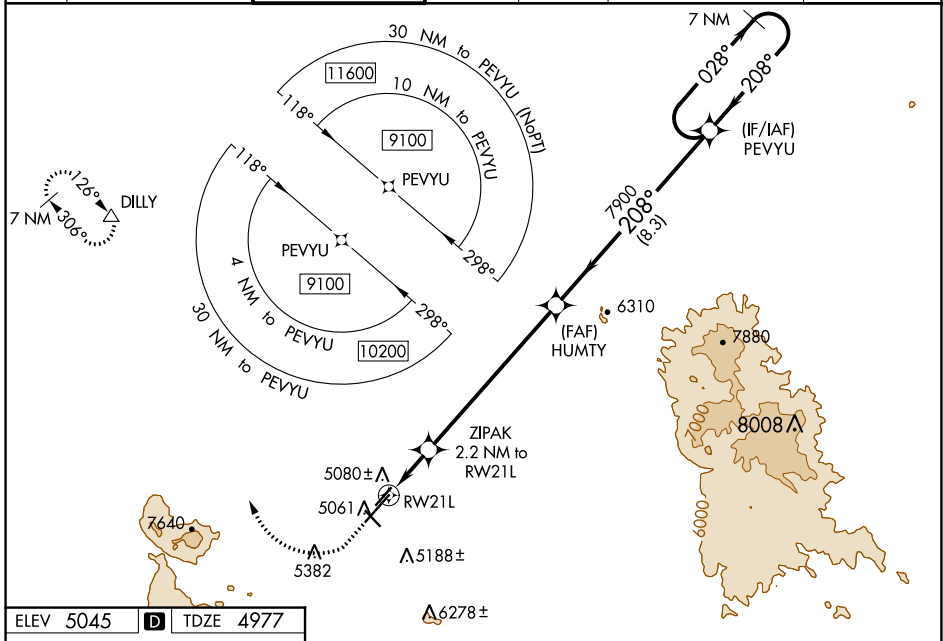 7 NM
028°
208°
(IF/IAF)
PEVYU
30 NM to PEVYU (NoPT)
11600
10 NM to PEVYU
118°
9100
PEVYU
298°
118°
PEVYU
9100
4 NM to PEVYU
298°
10200
30 NM to PEVYU
126°
DILLY
7 NM
306°
7900
208°
(8.3)
6310
(FAF)
HUMTY
7880
7000
8008
6000
ZIPAK
2.2 NM to
RW21L
5080±
RW21L
5061
7640
5382
5188±
6278±
ELEV 5045 D TDZE 4977